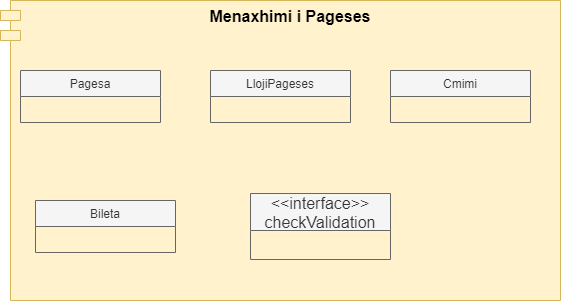 Menaxhimi i Pageses
Pagesa
LlojiPageses
Cmimi
Bileta
<<interface>>
checkValidation